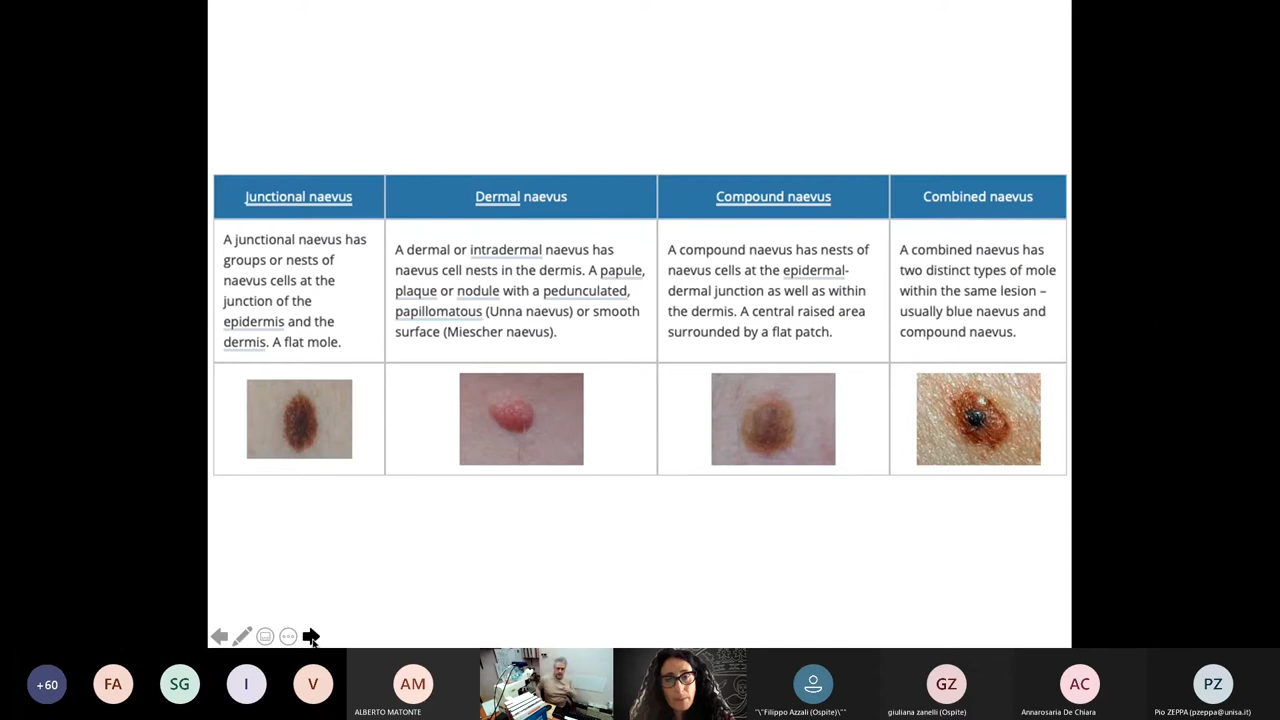 Junctional naevus
Dermal naevus
Compound naevus
Combined naevus
A junctional naevus has
groups or nests of
naevus cells at the
junction of the
epidermis and the
dermis. A flat mole.
A dermal or intradermal naevus has
naevus cell nests in the dermis. A papule,
plaque or nodule with a pedunculated,
papillomatous (Unna naevus) or smooth
surface (Miescher naevus).
A compound naevus has nests of
naevus cells at the epidermal-
dermal junction as well as within
the dermis. A central raised area
surrounded by a flat patch.
A combined naevus has
two distinct types of mole
within the same lesion –
usually blue naevus and
compound naevus.
+60
FA
SG
I
V
AM
ALBERTO MATONTE
"\"Filippo Azzali (Ospite)\""
GZ
giuliana zanelli (Ospite)
AC
Annarosaria De Chiara
PZ
Pio ZEPPA (pzeppa@unisa.it)